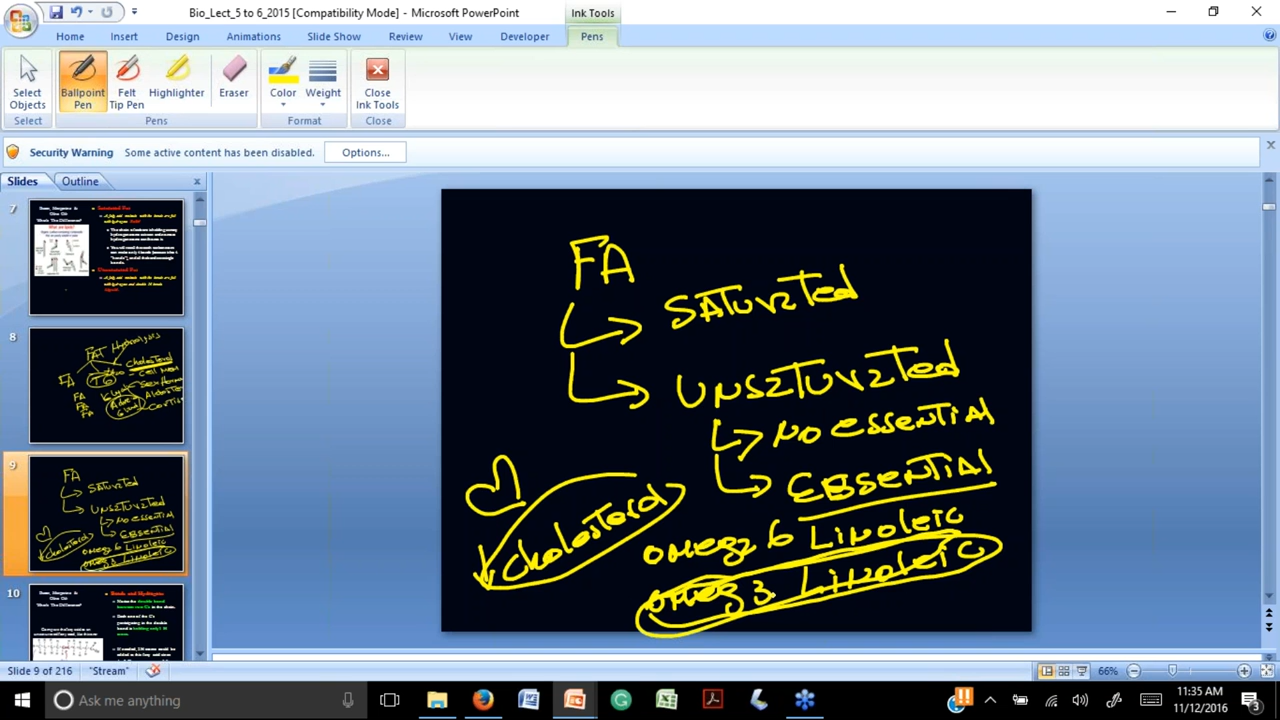 Bio_Lect_5 to 6_2015 [Compatibility Mode] - Microsoft PowerPoint
Ink Tools
Home Insert Design Animations Slide Show Review View Developer Pens
Select Objects
Ballpoint Pen
Felt Tip Pen
Highlighter
Eraser
Color
Weight
Close Ink Tools
Select Pens Format Close
Security Warning Some active content has been disabled. Options...
Slides Outline
7
8
9
10
FA
SATURATED
UNSATURATED
NO ESSENTIAL
ESSENTIAL
Cholesterol
omega 6 Linoleic
omega 3 Linoleic
Slide 9 of 216 "Stream" 66%
Ask me anything
11:35 AM
11/12/2016